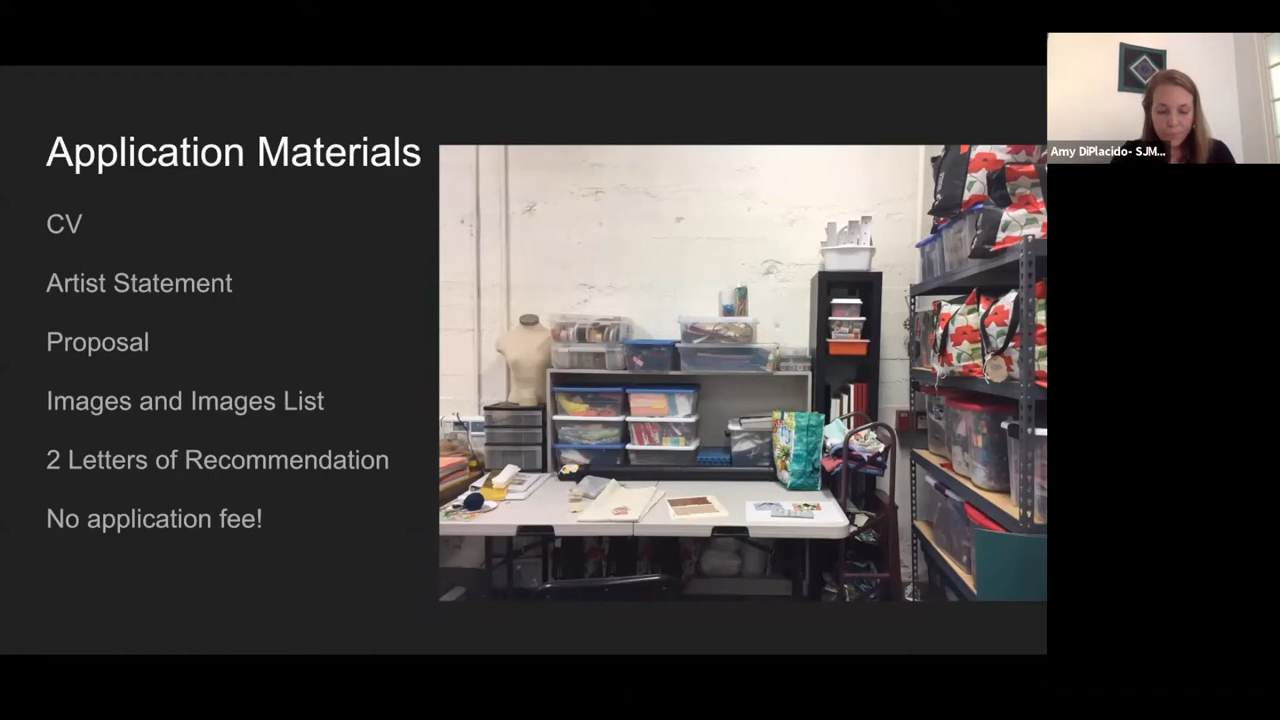 Application Materials
CV
Artist Statement
Proposal
Images and Images List
2 Letters of Recommendation
No application fee!
Amy DiPlacido- SJM...